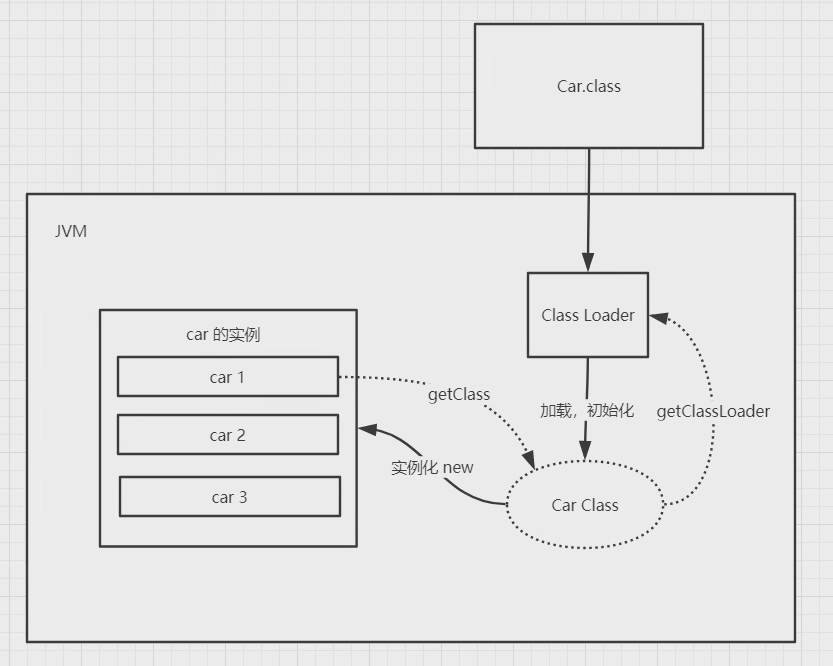 Car.class
JVM
Class Loader
car 的实例
car 1
getClass
加载，初始化
getClassLoader
car 2
实例化 new
car 3
Car Class